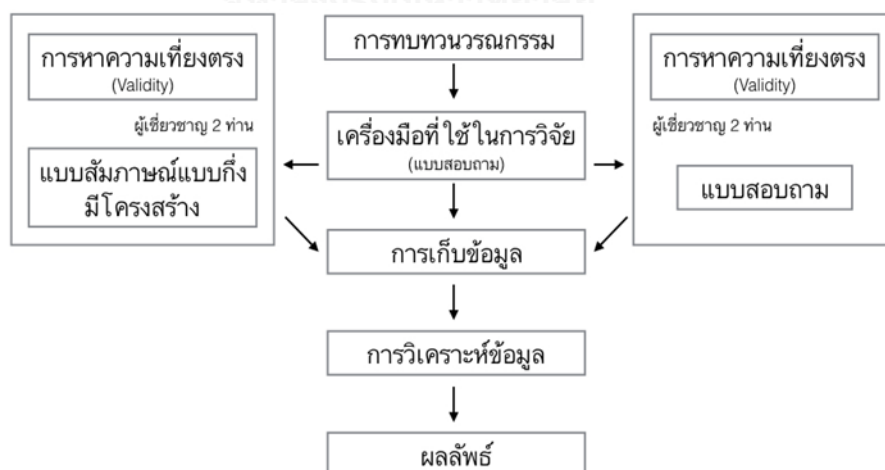 การทบทวนวรณกรรม
การหาความเที่ยงตรง
(Validity)
ผู้เชี่ยวชาญ 2 ท่าน
แบบสัมภาษณ์แบบกึ่ง
มีโครงสร้าง
เครื่องมือที่ใช้ในการวิจัย
(แบบสอบถาม)
การหาความเที่ยงตรง
(Validity)
ผู้เชี่ยวชาญ 2 ท่าน
แบบสอบถาม
การเก็บข้อมูล
การวิเคราะห์ข้อมูล
ผลลัพธ์